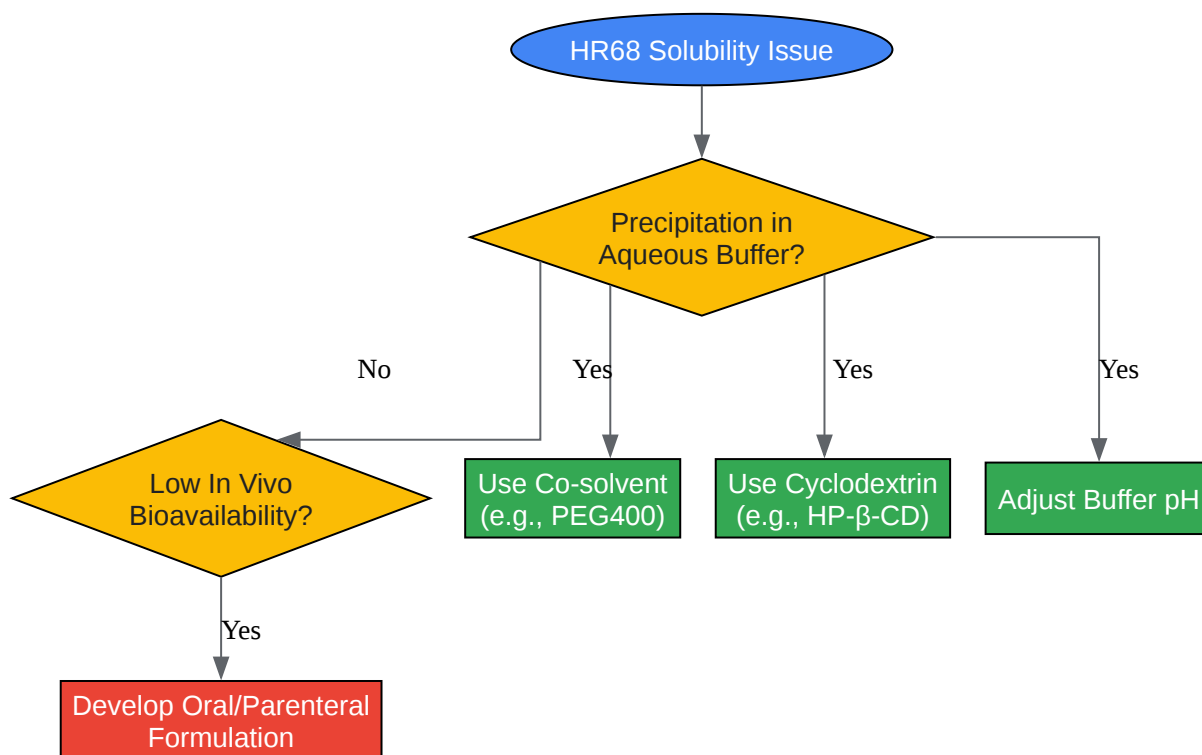 HR68 Solubility Issue
Precipitation in
Aqueous Buffer?
No
Yes
Yes
Yes
Low In Vivo
Bioavailability?
Use Co-solvent
(e.g., PEG400)
Use Cyclodextrin
(e.g., HP-β-CD)
Adjust Buffer pH
Yes
Develop Oral/Parenteral
Formulation